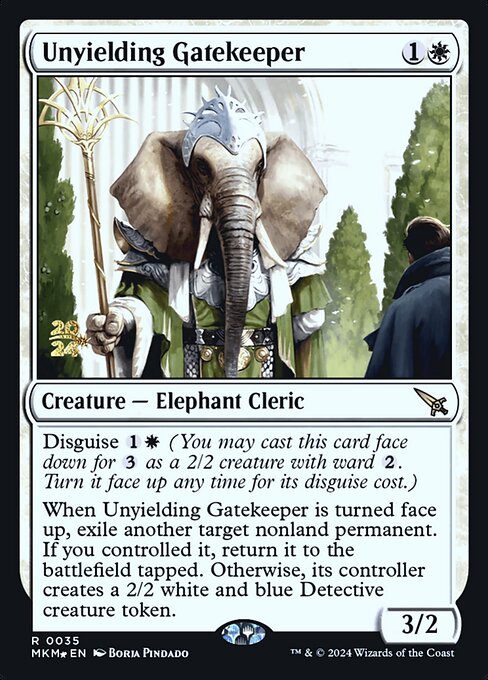 Unyielding Gatekeeper 1
2024
Creature — Elephant Cleric
Disguise 1 (You may cast this card face
down for 3 as a 2/2 creature with ward 2.
Turn it face up any time for its disguise cost.)
When Unyielding Gatekeeper is turned face
up, exile another target nonland permanent.
If you controlled it, return it to the
battlefield tapped. Otherwise, its controller
creates a 2/2 white and blue Detective
creature token.
3/2
R 0035
MKM★EN Borja Pindado
™ & © 2024 Wizards of the Coast